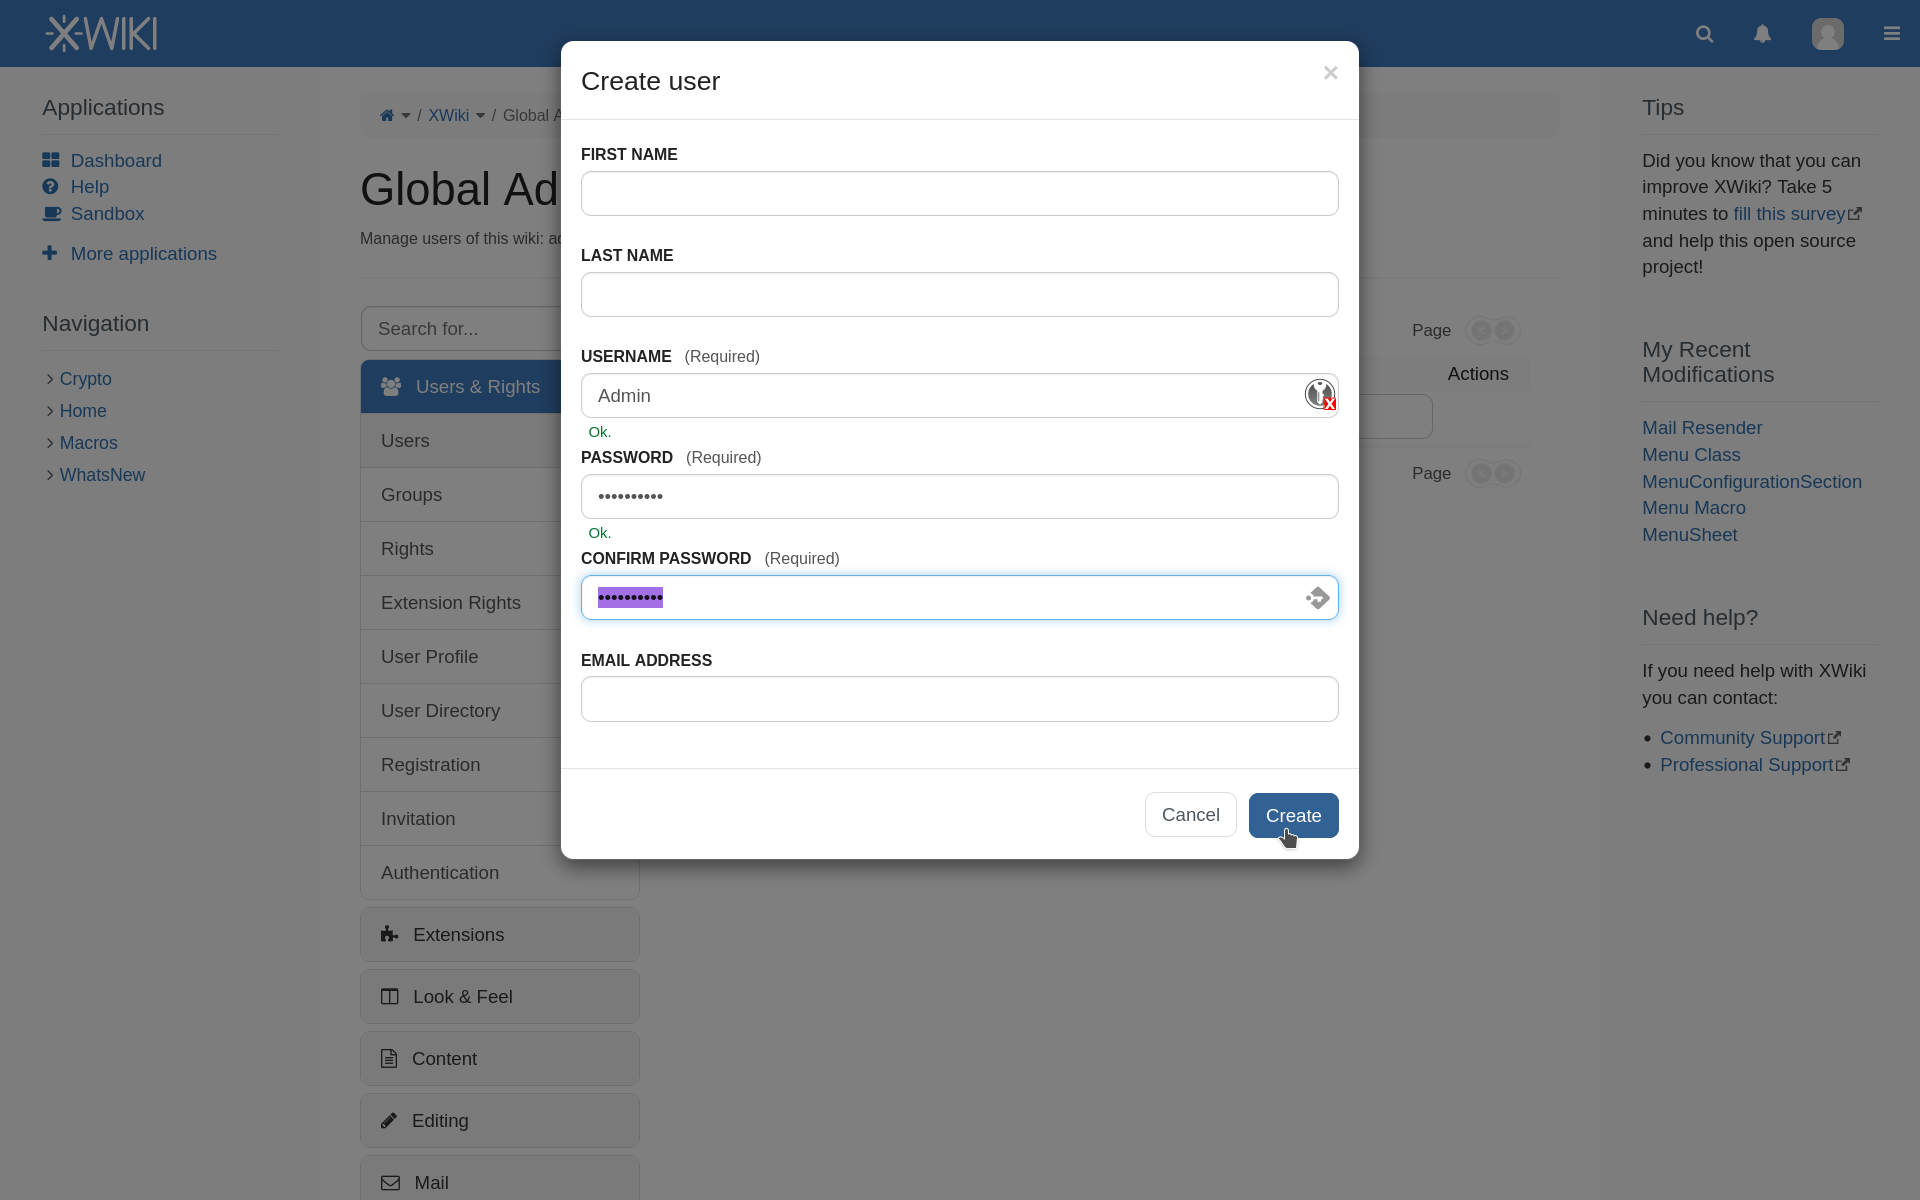 XWIKI
Applications
Dashboard
Help
Sandbox
More applications
Navigation
Crypto
Home
Macros
WhatsNew
/ XWiki / Global A
Global Ad
Manage users of this wiki: ad
Search for...
Users & Rights
Users
Groups
Rights
Extension Rights
User Profile
User Directory
Registration
Invitation
Authentication
Extensions
Look & Feel
Content
Editing
Mail
Create user
×
FIRST NAME
LAST NAME
USERNAME (Required)
Admin
Ok.
PASSWORD (Required)
••••••••••
Ok.
CONFIRM PASSWORD (Required)
••••••••••
EMAIL ADDRESS
Cancel
Create
Page
Actions
Page
Tips
Did you know that you can
improve XWiki? Take 5
minutes to fill this survey
and help this open source
project!
My Recent
Modifications
Mail Resender
Menu Class
MenuConfigurationSection
Menu Macro
MenuSheet
Need help?
If you need help with XWiki
you can contact:
• Community Support
• Professional Support